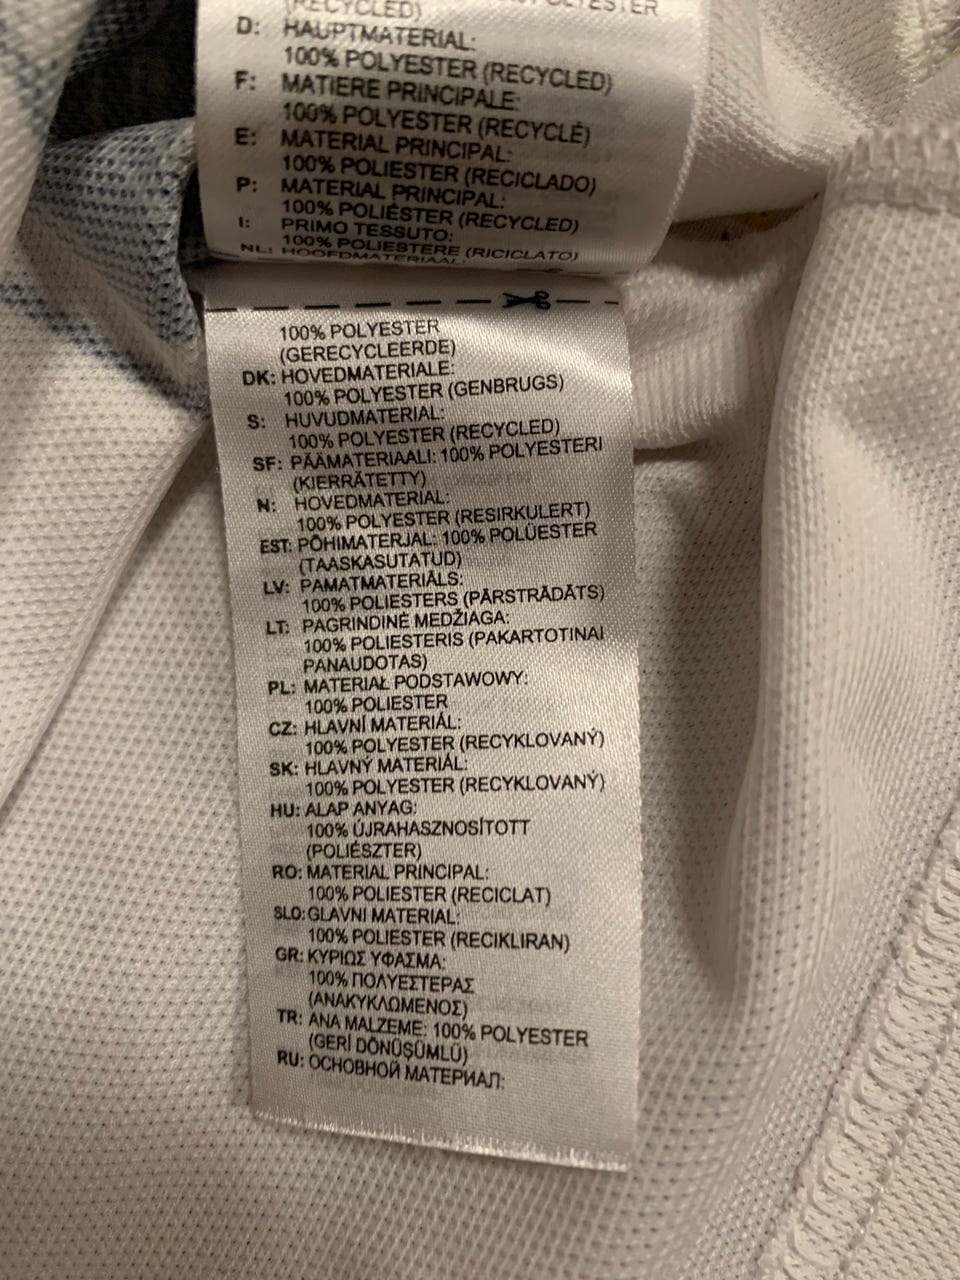 (RECYCLED)
POLYESTER
D: HAUPTMATERIAL:
100% POLYESTER (RECYCLED)
F: MATIERE PRINCIPALE:
100% POLYESTER (RECYCLÉ)
E: MATERIAL PRINCIPAL:
100% POLIESTER (RECICLADO)
P: MATERIAL PRINCIPAL:
100% POLIÉSTER (RECYCLED)
I: PRIMO TESSUTO:
100% POLIESTERE (RICICLATO)
NL: HOOFDMATERIAAL:
100% POLYESTER
(GERECYCLEERDE)
DK: HOVEDMATERIALE:
100% POLYESTER (GENBRUGS)
S: HUVUDMATERIAL:
100% POLYESTER (RECYCLED)
SF: PÄÄMATERIAALI: 100% POLYESTERI
(KIERRÄTETTY)
N: HOVEDMATERIAL:
100% POLYESTER (RESIRKULERT)
EST: PÕHIMATERJAL: 100% POLÜESTER
(TAASKASUTATUD)
LV: PAMATMATERIĀLS:
100% POLIESTERS (PĀRSTRĀDĀTS)
LT: PAGRINDINĖ MEDŽIAGA:
100% POLIESTERIS (PAKARTOTINAI
PANAUDOTAS)
PL: MATERIAŁ PODSTAWOWY:
100% POLIESTER
CZ: HLAVNÍ MATERIÁL:
100% POLYESTER (RECYKLOVANÝ)
SK: HLAVNÝ MATERIÁL:
100% POLYESTER (RECYKLOVANÝ)
HU: ALAP ANYAG:
100% ÚJRAHASZNOSÍTOTT
(POLIÉSZTER)
RO: MATERIAL PRINCIPAL:
100% POLIESTER (RECICLAT)
SLO: GLAVNI MATERIAL:
100% POLIESTER (RECIKLIRAN)
GR: ΚΥΡΙΩΣ ΥΦΑΣΜΑ:
100% ΠΟΛΥΕΣΤΕΡΑΣ
(ΑΝΑΚΥΚΛΩΜΕΝΟΣ)
TR: ANA MALZEME: 100% POLYESTER
(GERİ DÖNÜŞÜMLÜ)
RU: ОСНОВНОЙ МАТЕРИАЛ: